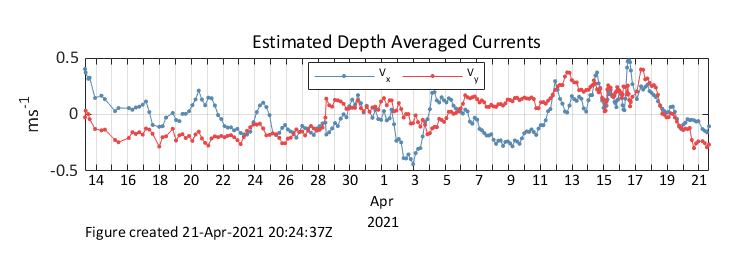 Estimated Depth Averaged Currents
0.5
0
-0.5
ms-1
Vx Vy
14 16 18 20 22 24 26 28 30 1 3 5 7 9 11 13 15 17 19 21
Apr
2021
Figure created 21-Apr-2021 20:24:37Z